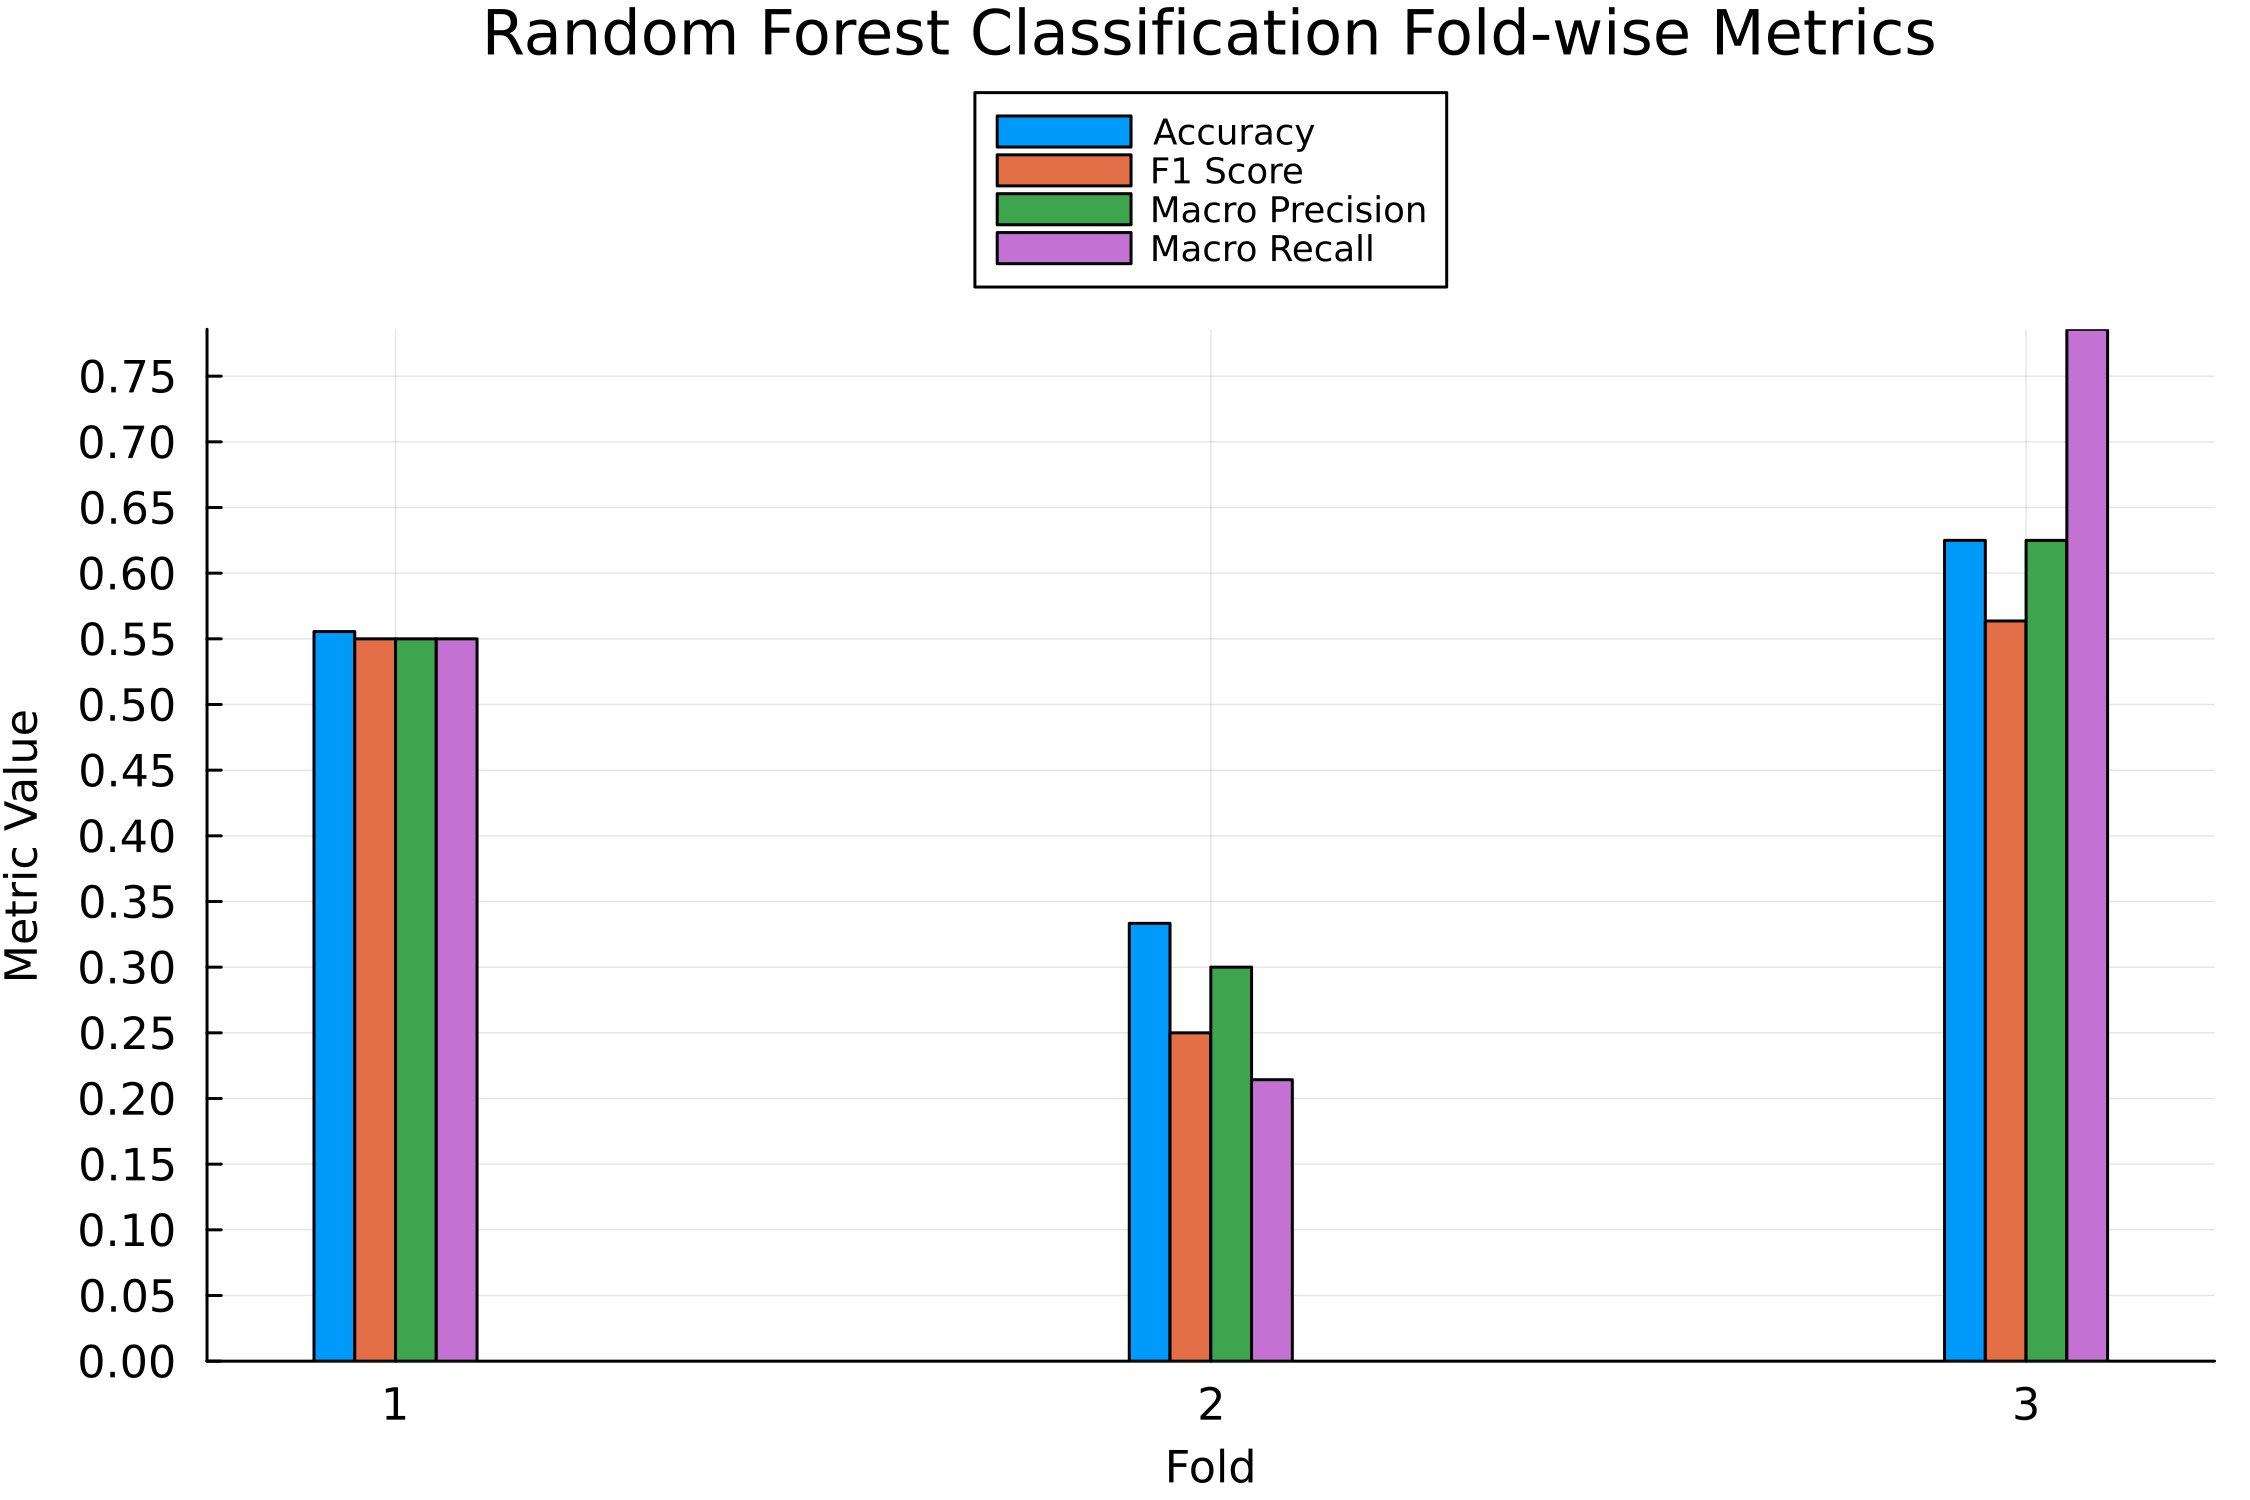 Random Forest Classification Fold-wise Metrics
Accuracy
F1 Score
Macro Precision
Macro Recall
0.75
0.70
0.65
0.60
0.55
0.50
0.45
0.40
0.35
0.30
0.25
0.20
0.15
0.10
0.05
0.00
Metric Value
1 2 3
Fold